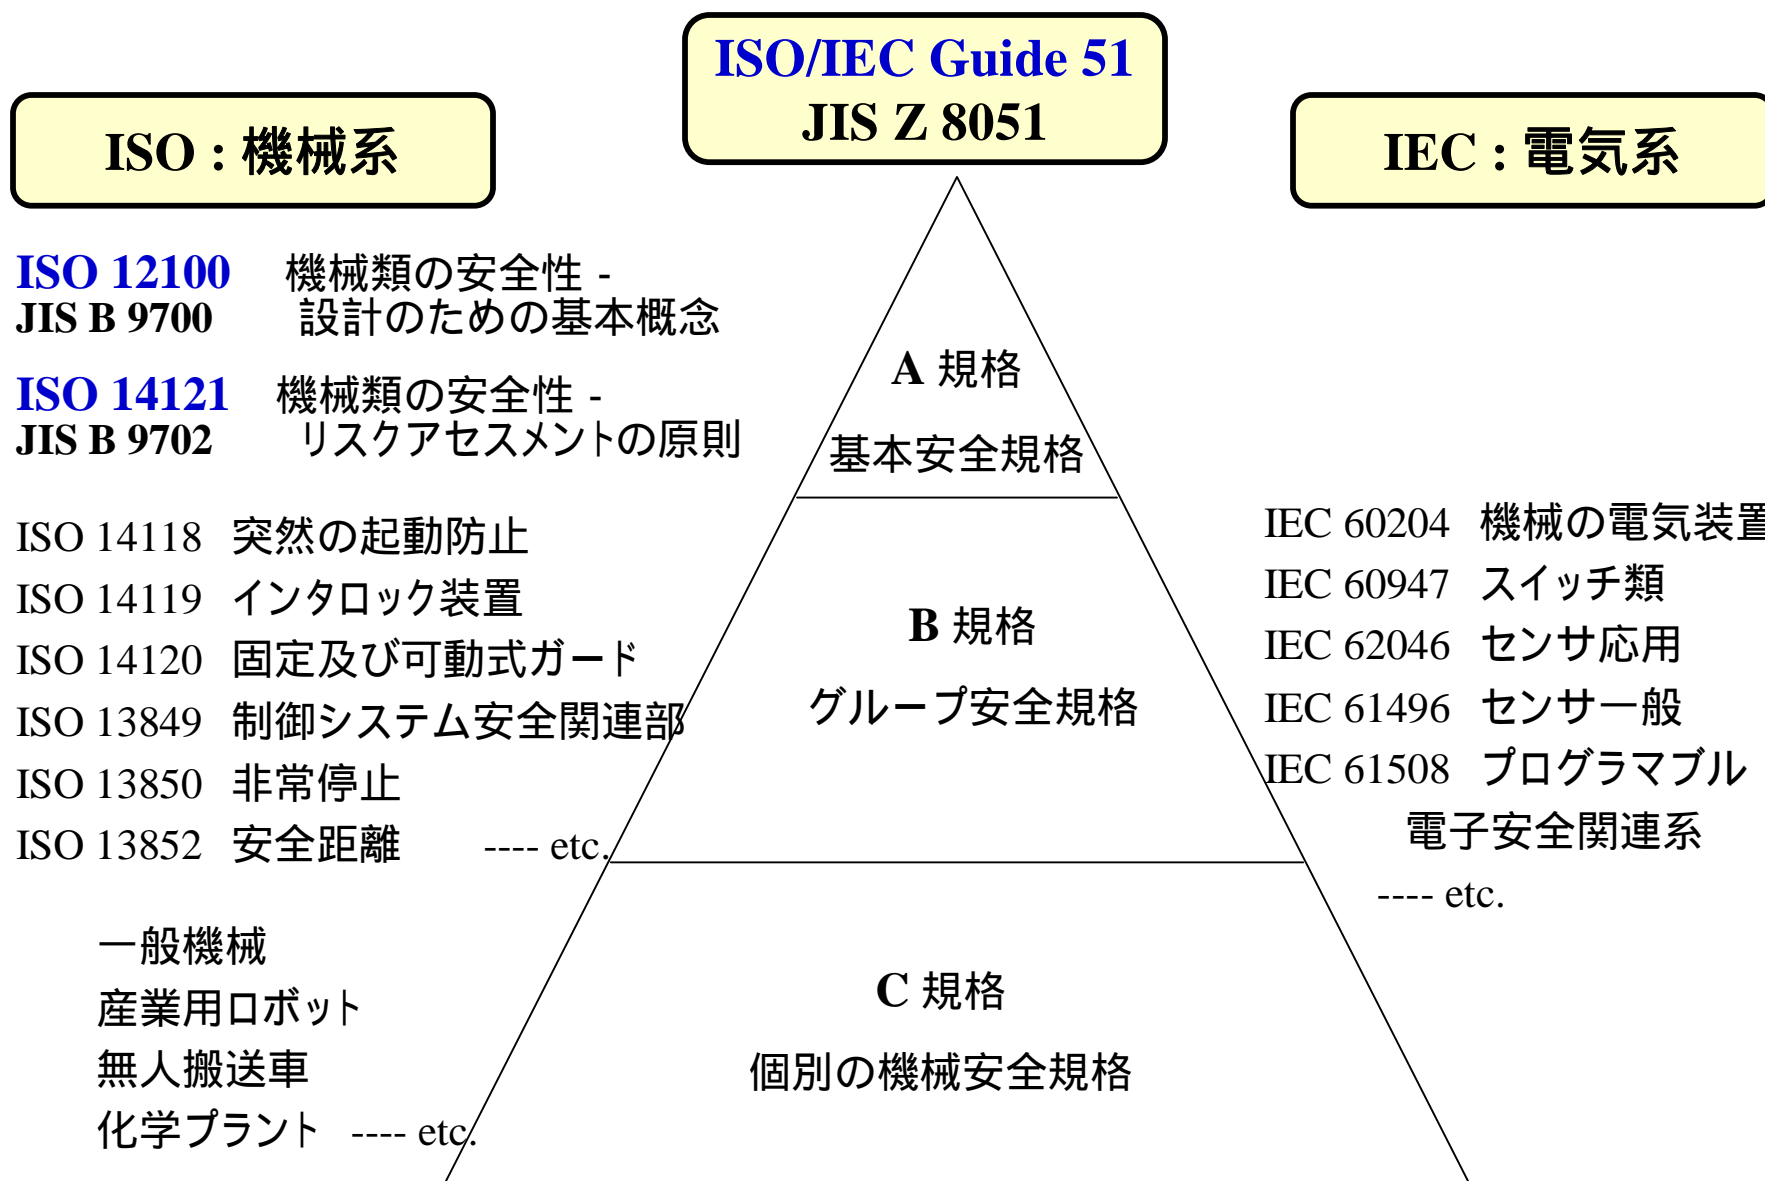 ISO/IEC Guide 51
JIS Z 8051
ISO : 機械系
IEC : 電気系
ISO 12100 機械類の安全性 -
JIS B 9700 設計のための基本概念
ISO 14121 機械類の安全性 -
JIS B 9702 リスクアセスメントの原則
A 規格
基本安全規格
ISO 14118 突然の起動防止
ISO 14119 インタロック装置
ISO 14120 固定及び可動式ガード
ISO 13849 制御システム安全関連部
ISO 13850 非常停止
ISO 13852 安全距離 ---- etc.
B 規格
グループ安全規格
IEC 60204 機械の電気装置
IEC 60947 スイッチ類
IEC 62046 センサ応用
IEC 61496 センサ一般
IEC 61508 プログラマブル
電子安全関連系
---- etc.
一般機械
産業用ロボット
無人搬送車
化学プラント ---- etc.
C 規格
個別の機械安全規格